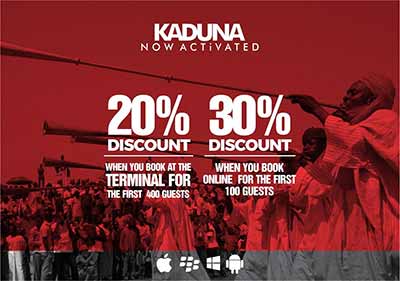 KADUNA
NOW ACTiVATED
20%
DISCOUNT
WHEN YOU BOOK AT THE
TERMINAL FOR
THE FIRST 400 GUESTS
30%
DISCOUNT
WHEN YOU BOOK
ONLINE FOR THE FIRST
100 GUESTS